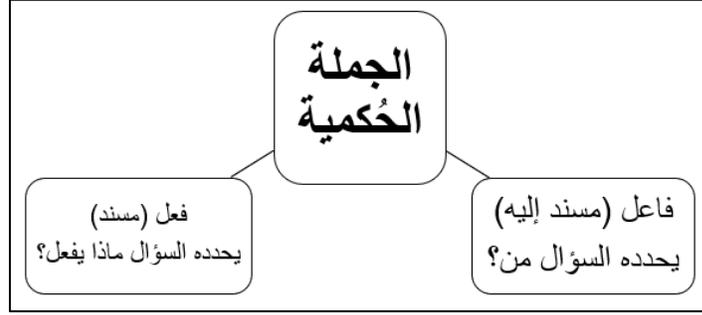 الجملة
الحُكمية
فاعل (مسند إليه)
يحدده السؤال من؟
فعل (مسند)
يحدده السؤال ماذا يفعل؟